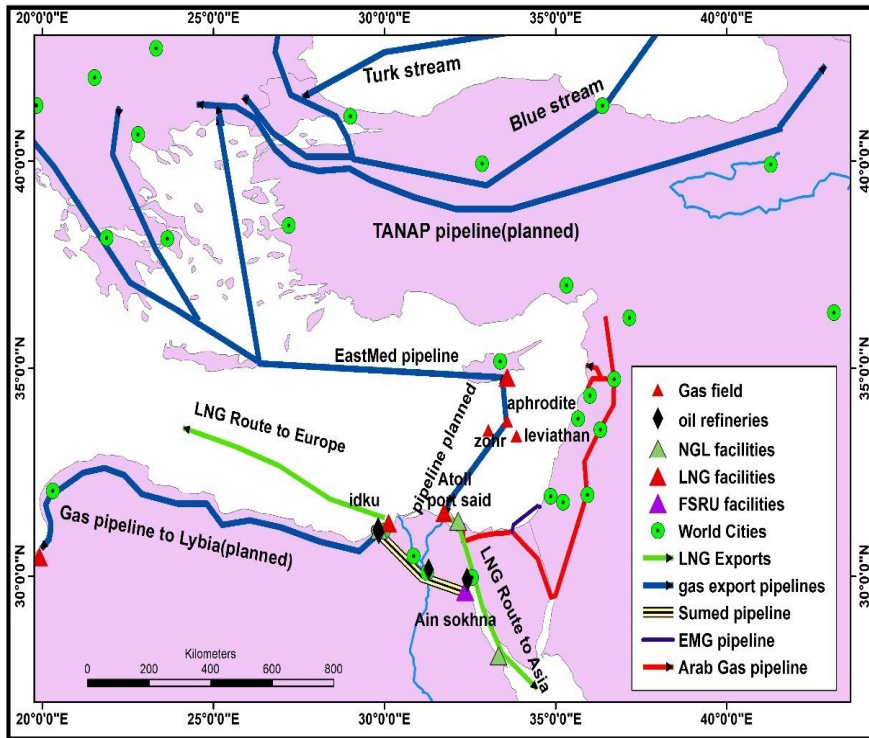 20°0'0"E 25°0'0"E 30°0'0"E 35°0'0"E 40°0'0"E
Turk stream
Blue stream
40°0'0"N 40°0'0"N
TANAP pipeline(planned)
35°0'0"N 35°0'0"N
EastMed pipeline
pipeline planned
aphrodite
zohr leviathan
LNG Route to Europe
Atoll
port said
idku
Gas pipeline to Lybia(planned)
30°0'0"N 30°0'0"N
LNG Route to Asia
Ain sokhna
Gas field
oil refineries
NGL facilities
LNG facilities
FSRU facilities
World Cities
LNG Exports
gas export pipelines
Sumed pipeline
EMG pipeline
Arab Gas pipeline
Kilometers
0 200 400 600 800
20°0'0"E 25°0'0"E 30°0'0"E 35°0'0"E 40°0'0"E